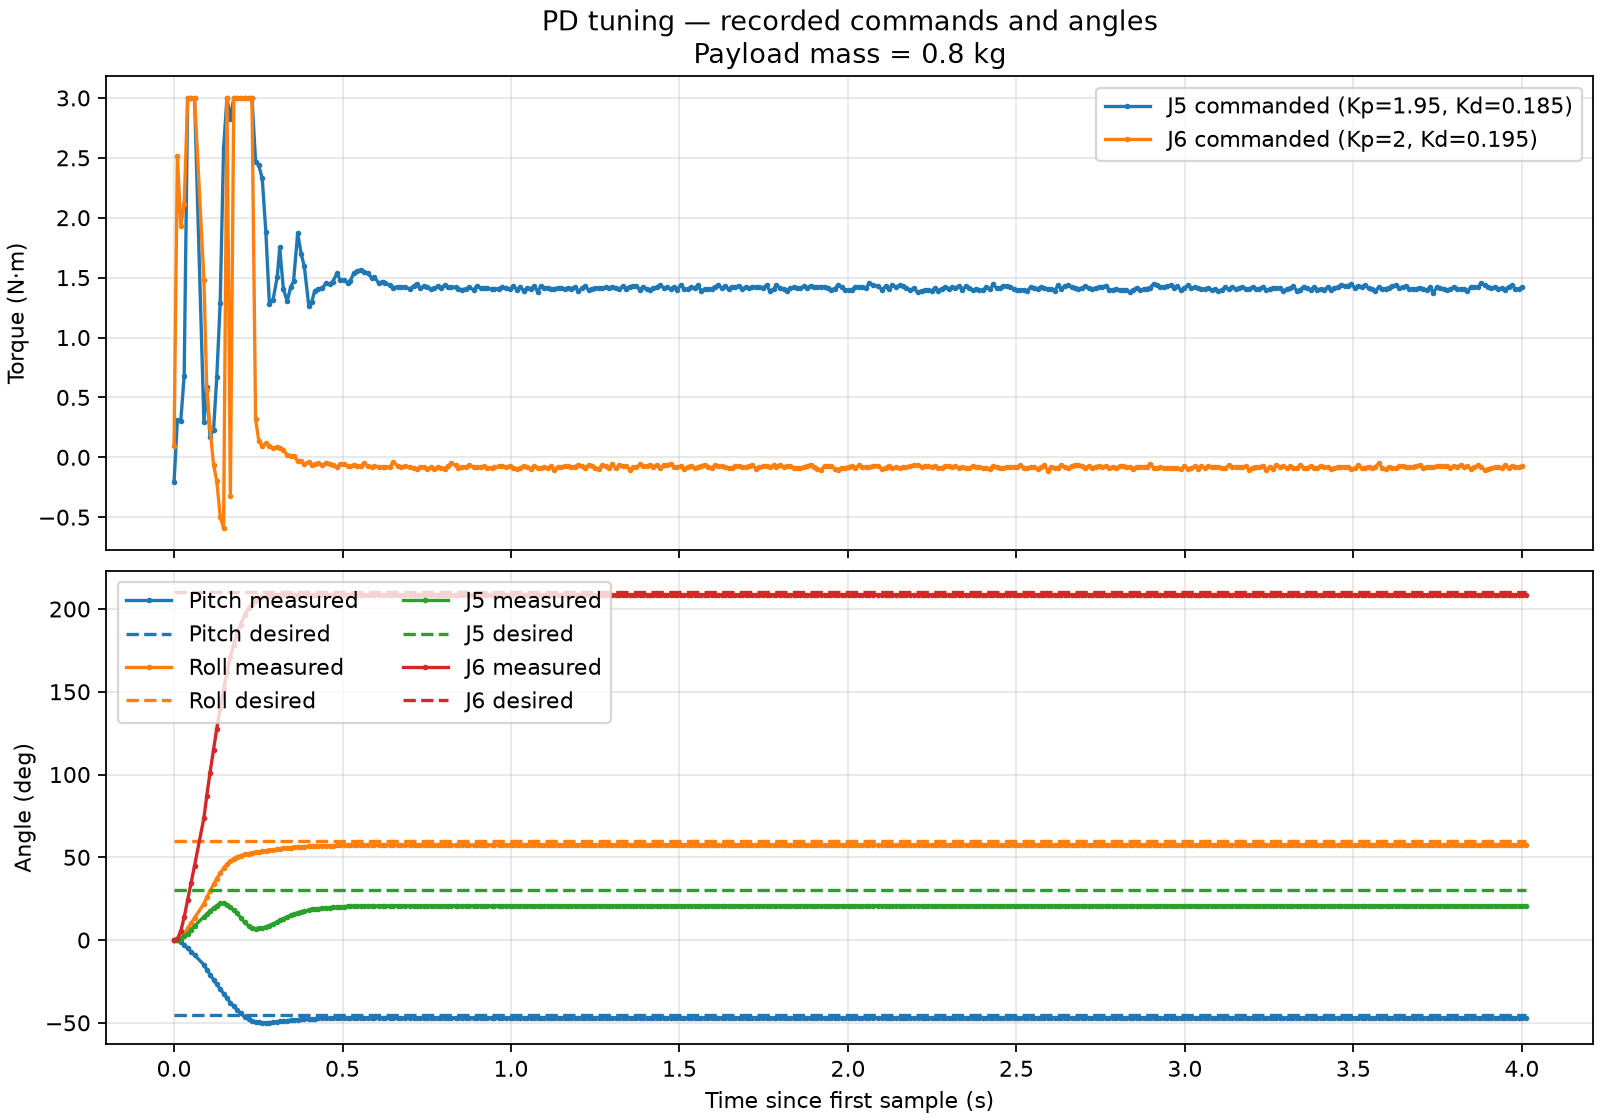 PD tuning — recorded commands and angles
Payload mass = 0.8 kg
3.0
2.5
2.0
1.5
1.0
0.5
0.0
−0.5
Torque (N·m)
J5 commanded (Kp=1.95, Kd=0.185)
J6 commanded (Kp=2, Kd=0.195)
200
150
100
50
0
−50
Angle (deg)
Pitch measured
Pitch desired
Roll measured
Roll desired
J5 measured
J5 desired
J6 measured
J6 desired
0.0 0.5 1.0 1.5 2.0 2.5 3.0 3.5 4.0
Time since first sample (s)